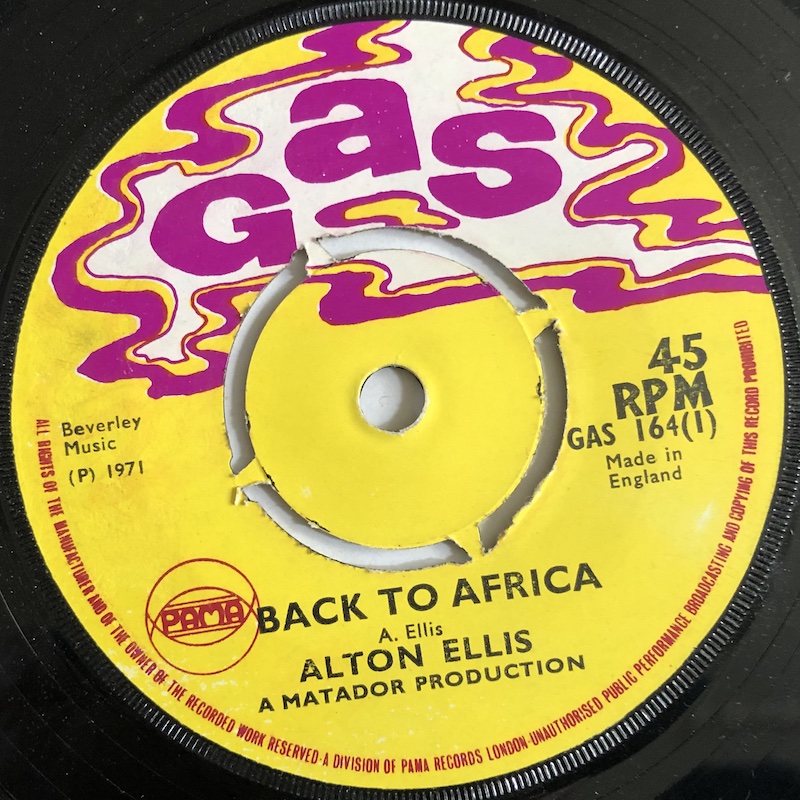 Gas
45
RPM
GAS 164(1)
Made in
England
Beverley
Music
(P) 1971
PAMA
BACK TO AFRICA
A. Ellis
ALTON ELLIS
A MATADOR PRODUCTION
ALL RIGHTS OF THE MANUFACTURER AND OF THE OWNER OF THE RECORDED WORK RESERVED-A DIVISION OF PAMA RECORDS LONDON-UNAUTHORISED PUBLIC PERFORMANCE BROADCASTING AND COPYING OF THIS RECORD PROHIBITED